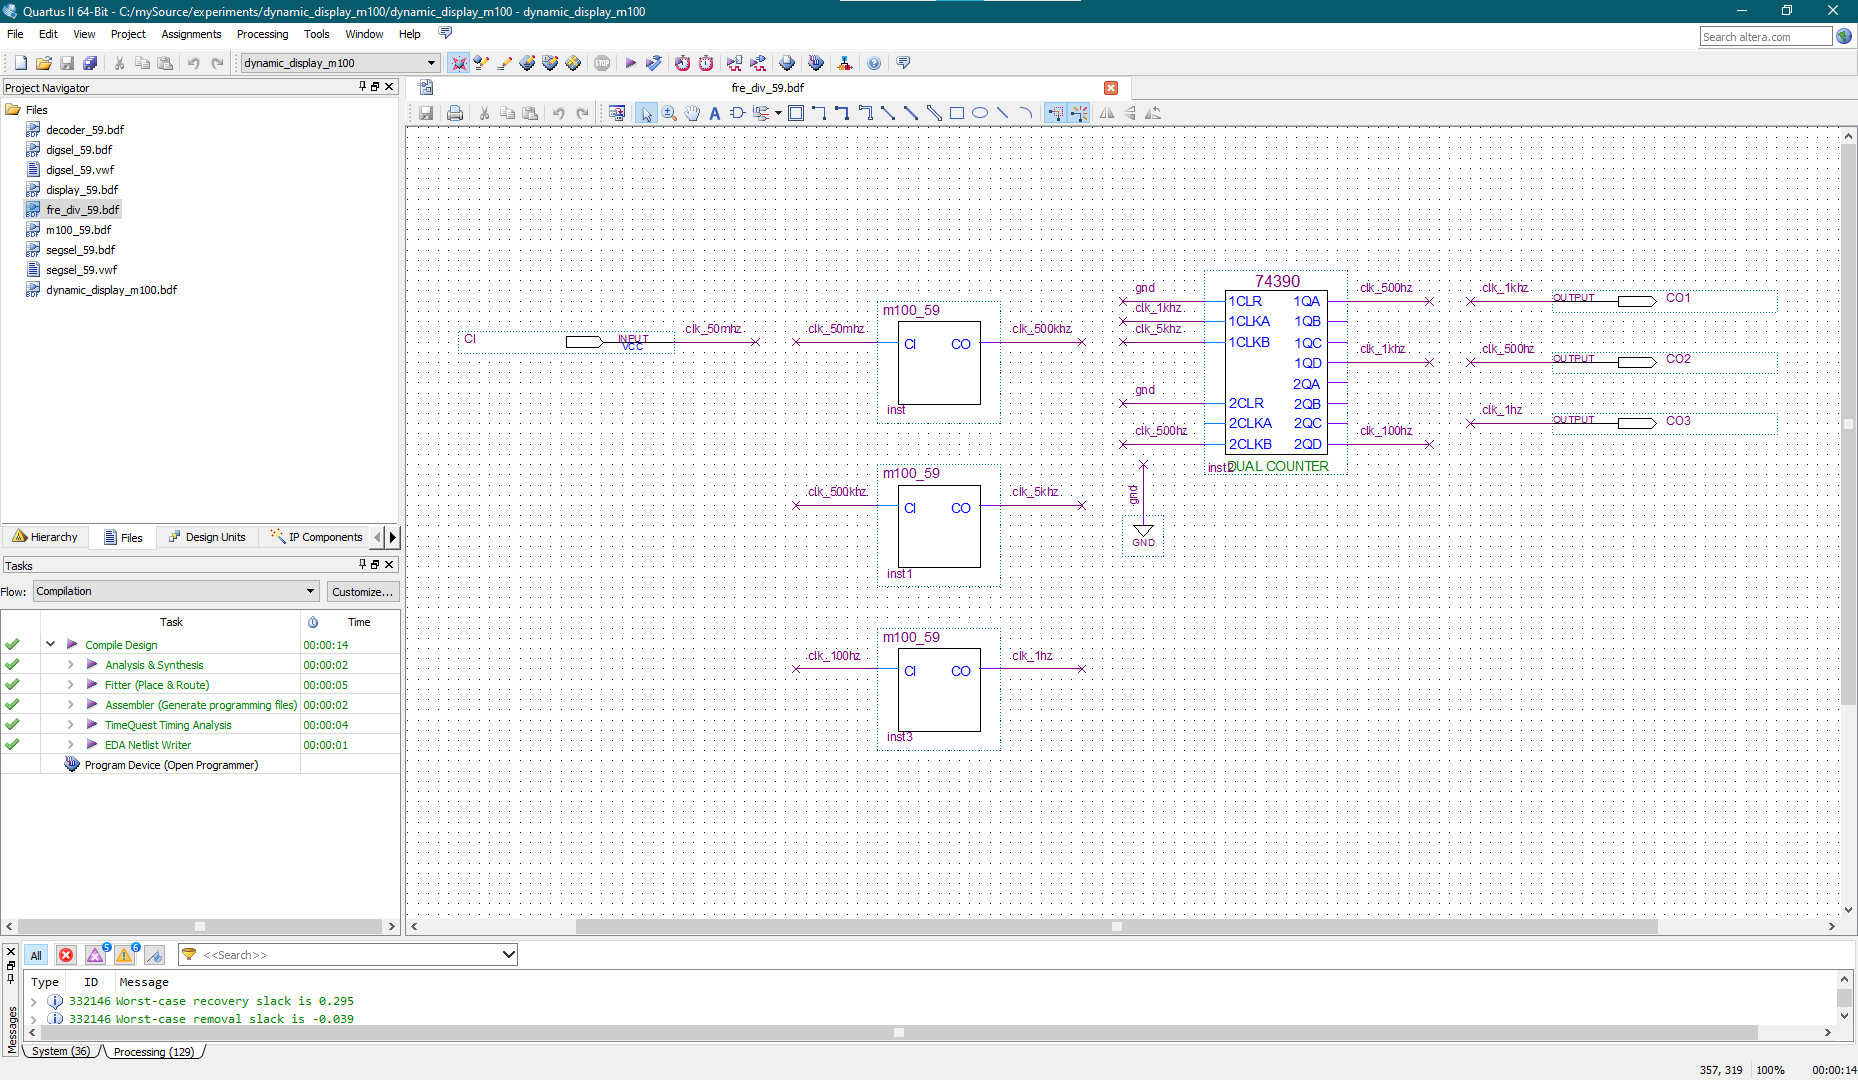 Quartus II 64-Bit - C:/mySource/experiments/dynamic_display_m100/dynamic_display_m100 - dynamic_display_m100
File Edit View Project Assignments Processing Tools Window Help
Search altera.com
dynamic_display_m100
STOP
Project Navigator
fre_div_59.bdf
Files
decoder_59.bdf
digsel_59.bdf
digsel_59.vwf
display_59.bdf
fre_div_59.bdf
m100_59.bdf
segsel_59.bdf
segsel_59.vwf
dynamic_display_m100.bdf
Hierarchy Files Design Units IP Components
Tasks
Flow: Compilation Customize...
Task Time
Compile Design 00:00:14
Analysis & Synthesis 00:00:02
Fitter (Place & Route) 00:00:05
Assembler (Generate programming files) 00:00:02
TimeQuest Timing Analysis 00:00:04
EDA Netlist Writer 00:00:01
Program Device (Open Programmer)
CI
INPUT
VCC
clk_50mhz
m100_59
clk_50mhz
CI CO
clk_500khz
inst
m100_59
clk_500khz
CI CO
clk_5khz
inst1
m100_59
clk_100hz
CI CO
clk_1hz
inst3
74390
gnd
1CLR 1QA
clk_500hz
clk_1khz
1CLKA 1QB
clk_5khz
1CLKB 1QC
1QD
clk_1khz
2QA
gnd
2CLR 2QB
2CLKA 2QC
clk_500hz
2CLKB 2QD
clk_100hz
inst2
DUAL COUNTER
gnd
GND
clk_1khz
OUTPUT
CO1
clk_500hz
OUTPUT
CO2
clk_1hz
OUTPUT
CO3
All 5 6 <<Search>>
Type ID Message
332146 Worst-case recovery slack is 0.295
332146 Worst-case removal slack is -0.039
Messages
System (36) Processing (129)
357, 319 100% 00:00:14